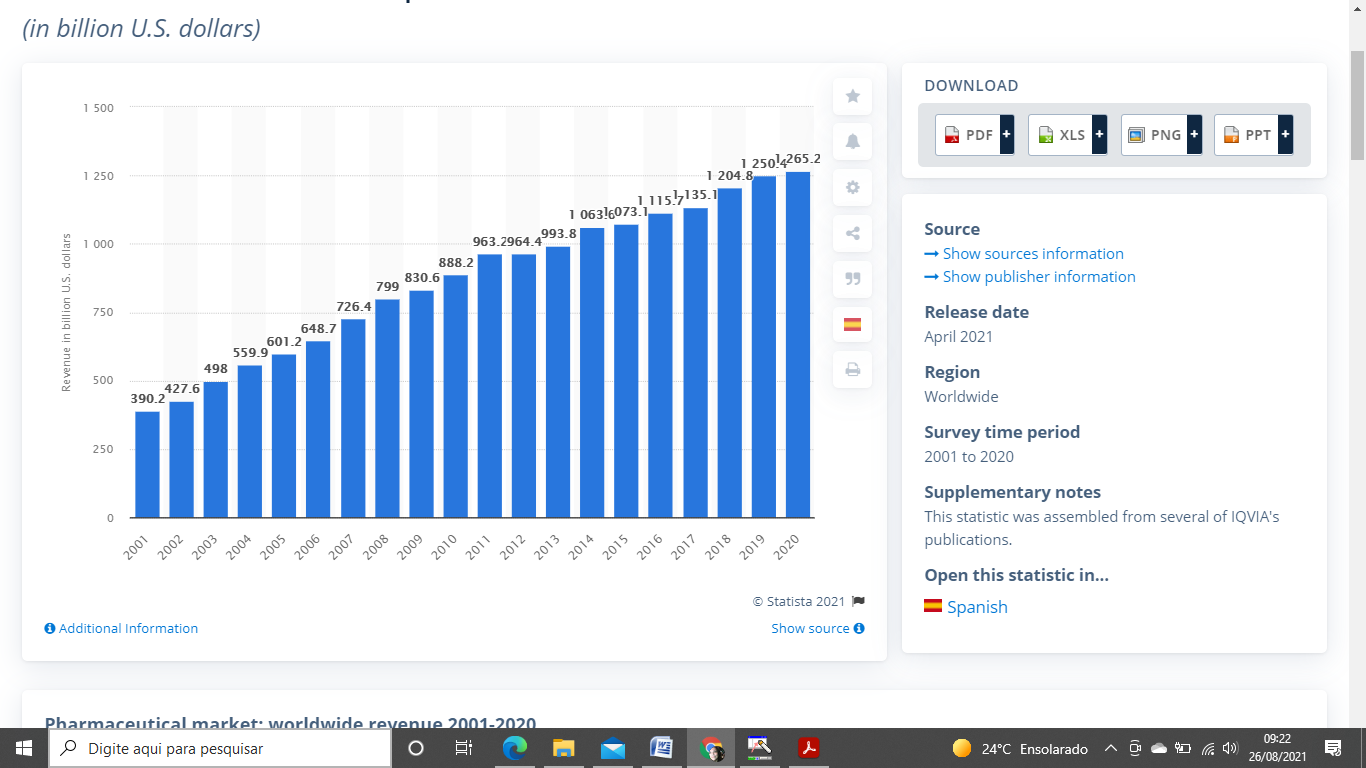 (in billion U.S. dollars)
Revenue in billion U.S. dollars
1 500
1 250
1 000
750
500
250
0
390.2
427.6
498
559.9
601.2
648.7
726.4
799
830.6
888.2
963.2
964.4
993.8
1 063.6
1 073.1
1 115.7
1 135.1
1 204.8
1 250.4
1 265.2
2001
2002
2003
2004
2005
2006
2007
2008
2009
2010
2011
2012
2013
2014
2015
2016
2017
2018
2019
2020
© Statista 2021
Additional Information
Show source
DOWNLOAD
PDF +
XLS +
PNG +
PPT +
Source
Show sources information
Show publisher information
Release date
April 2021
Region
Worldwide
Survey time period
2001 to 2020
Supplementary notes
This statistic was assembled from several of IQVIA's
publications.
Open this statistic in...
Spanish
Pharmaceutical market: worldwide revenue 2001-2020
Digite aqui para pesquisar
24°C Ensolarado
09:22
26/08/2021